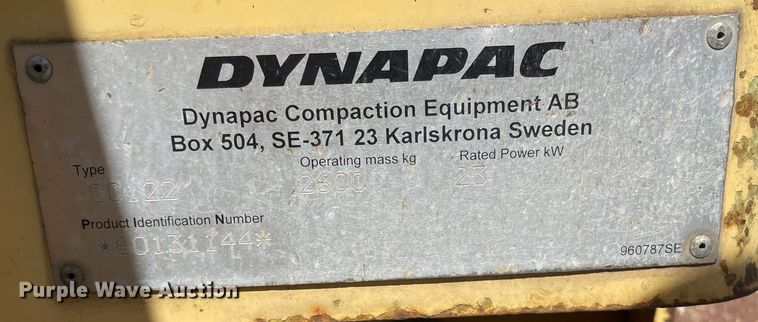 DYNAPAC
Dynapac Compaction Equipment AB
Box 504, SE-371 23 Karlskrona Sweden
Type Operating mass kg Rated Power kW
CC122 2600 23
Product Identification Number
*60131144*
960787SE
Purple Wave Auction